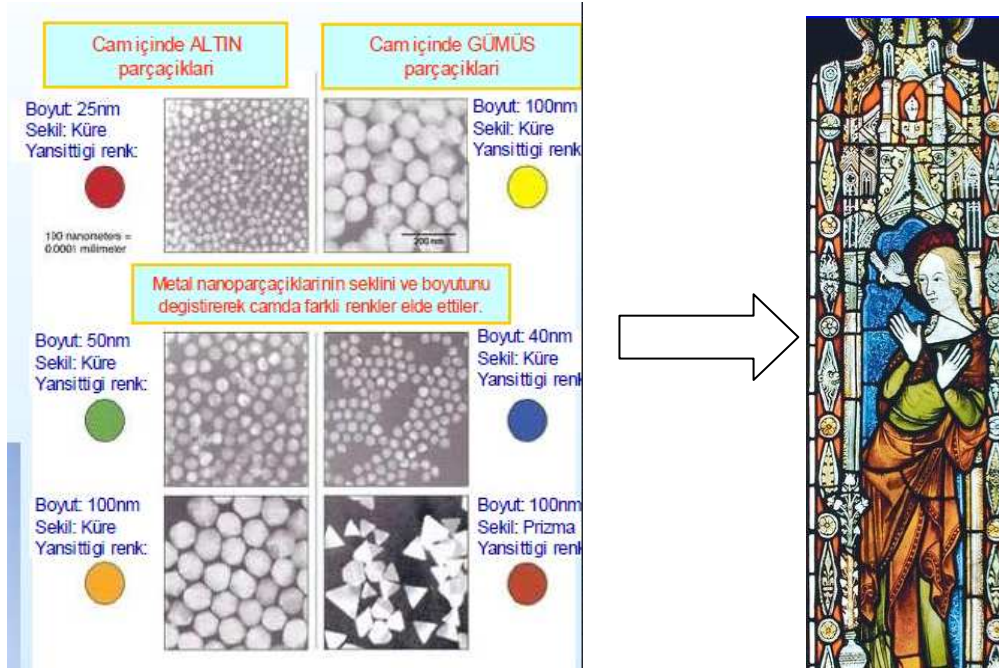 Cam içinde ALTIN
parçaçiklari
Cam içinde GÜMÜS
parçaçiklari
Boyut: 25nm
Sekil: Küre
Yansittigi renk:
100 nanometers =
0.0001 milimeter
Boyut: 100nm
Sekil: Küre
Yansittigi renk
200 nm
Metal nanoparçaçiklarinin seklini ve boyutunu
degistirerek camda farkli renkler elde ettiler.
Boyut: 50nm
Sekil: Küre
Yansittigi renk:
Boyut: 40nm
Sekil: Küre
Yansittigi renk
Boyut: 100nm
Sekil: Küre
Yansittigi renk:
Boyut: 100nm
Sekil: Prizma
Yansittigi renk